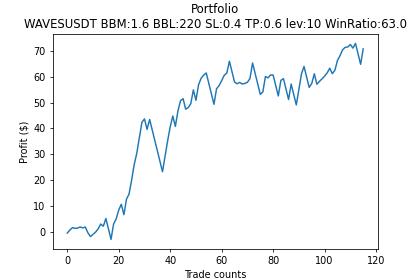 Portfolio
WAVESUSDT BBM:1.6 BBL:220 SL:0.4 TP:0.6 lev:10 WinRatio:63.0
70
60
50
40
30
20
10
0
Profit ($)
0 20 40 60 80 100 120
Trade counts